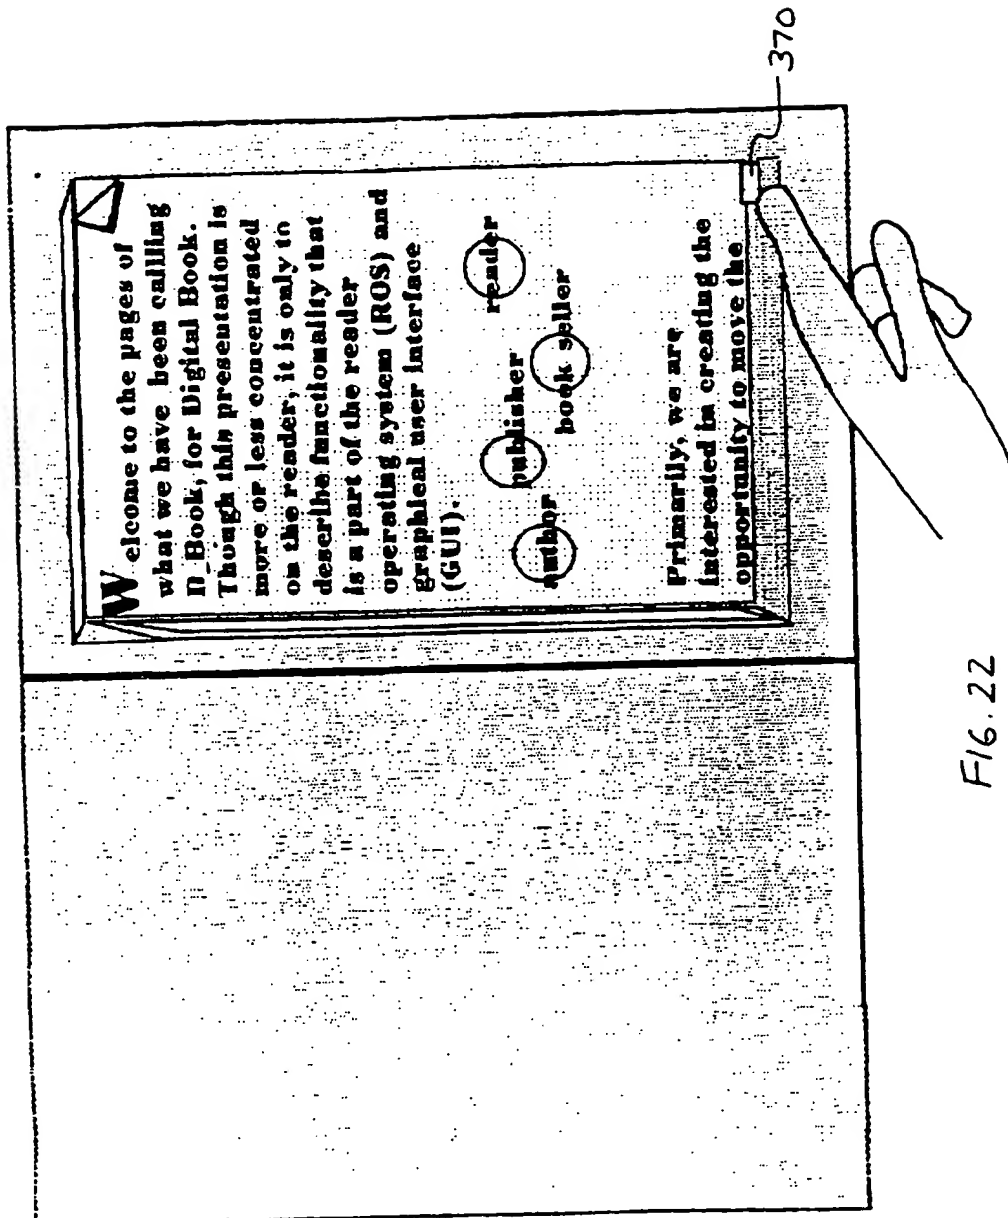 Welcome to the pages of
what we have been calling
D_Book, for Digital Book.
Though this presentation is
more or less concentrated
on the reader, it is only to
describe functionality that
is a part of the reader
operating system (ROS) and
graphical user interface
(GUI).
author
publisher
book seller
reader
Primarily, we are
interested in creating the
opportunity to move the
370
FIG. 22